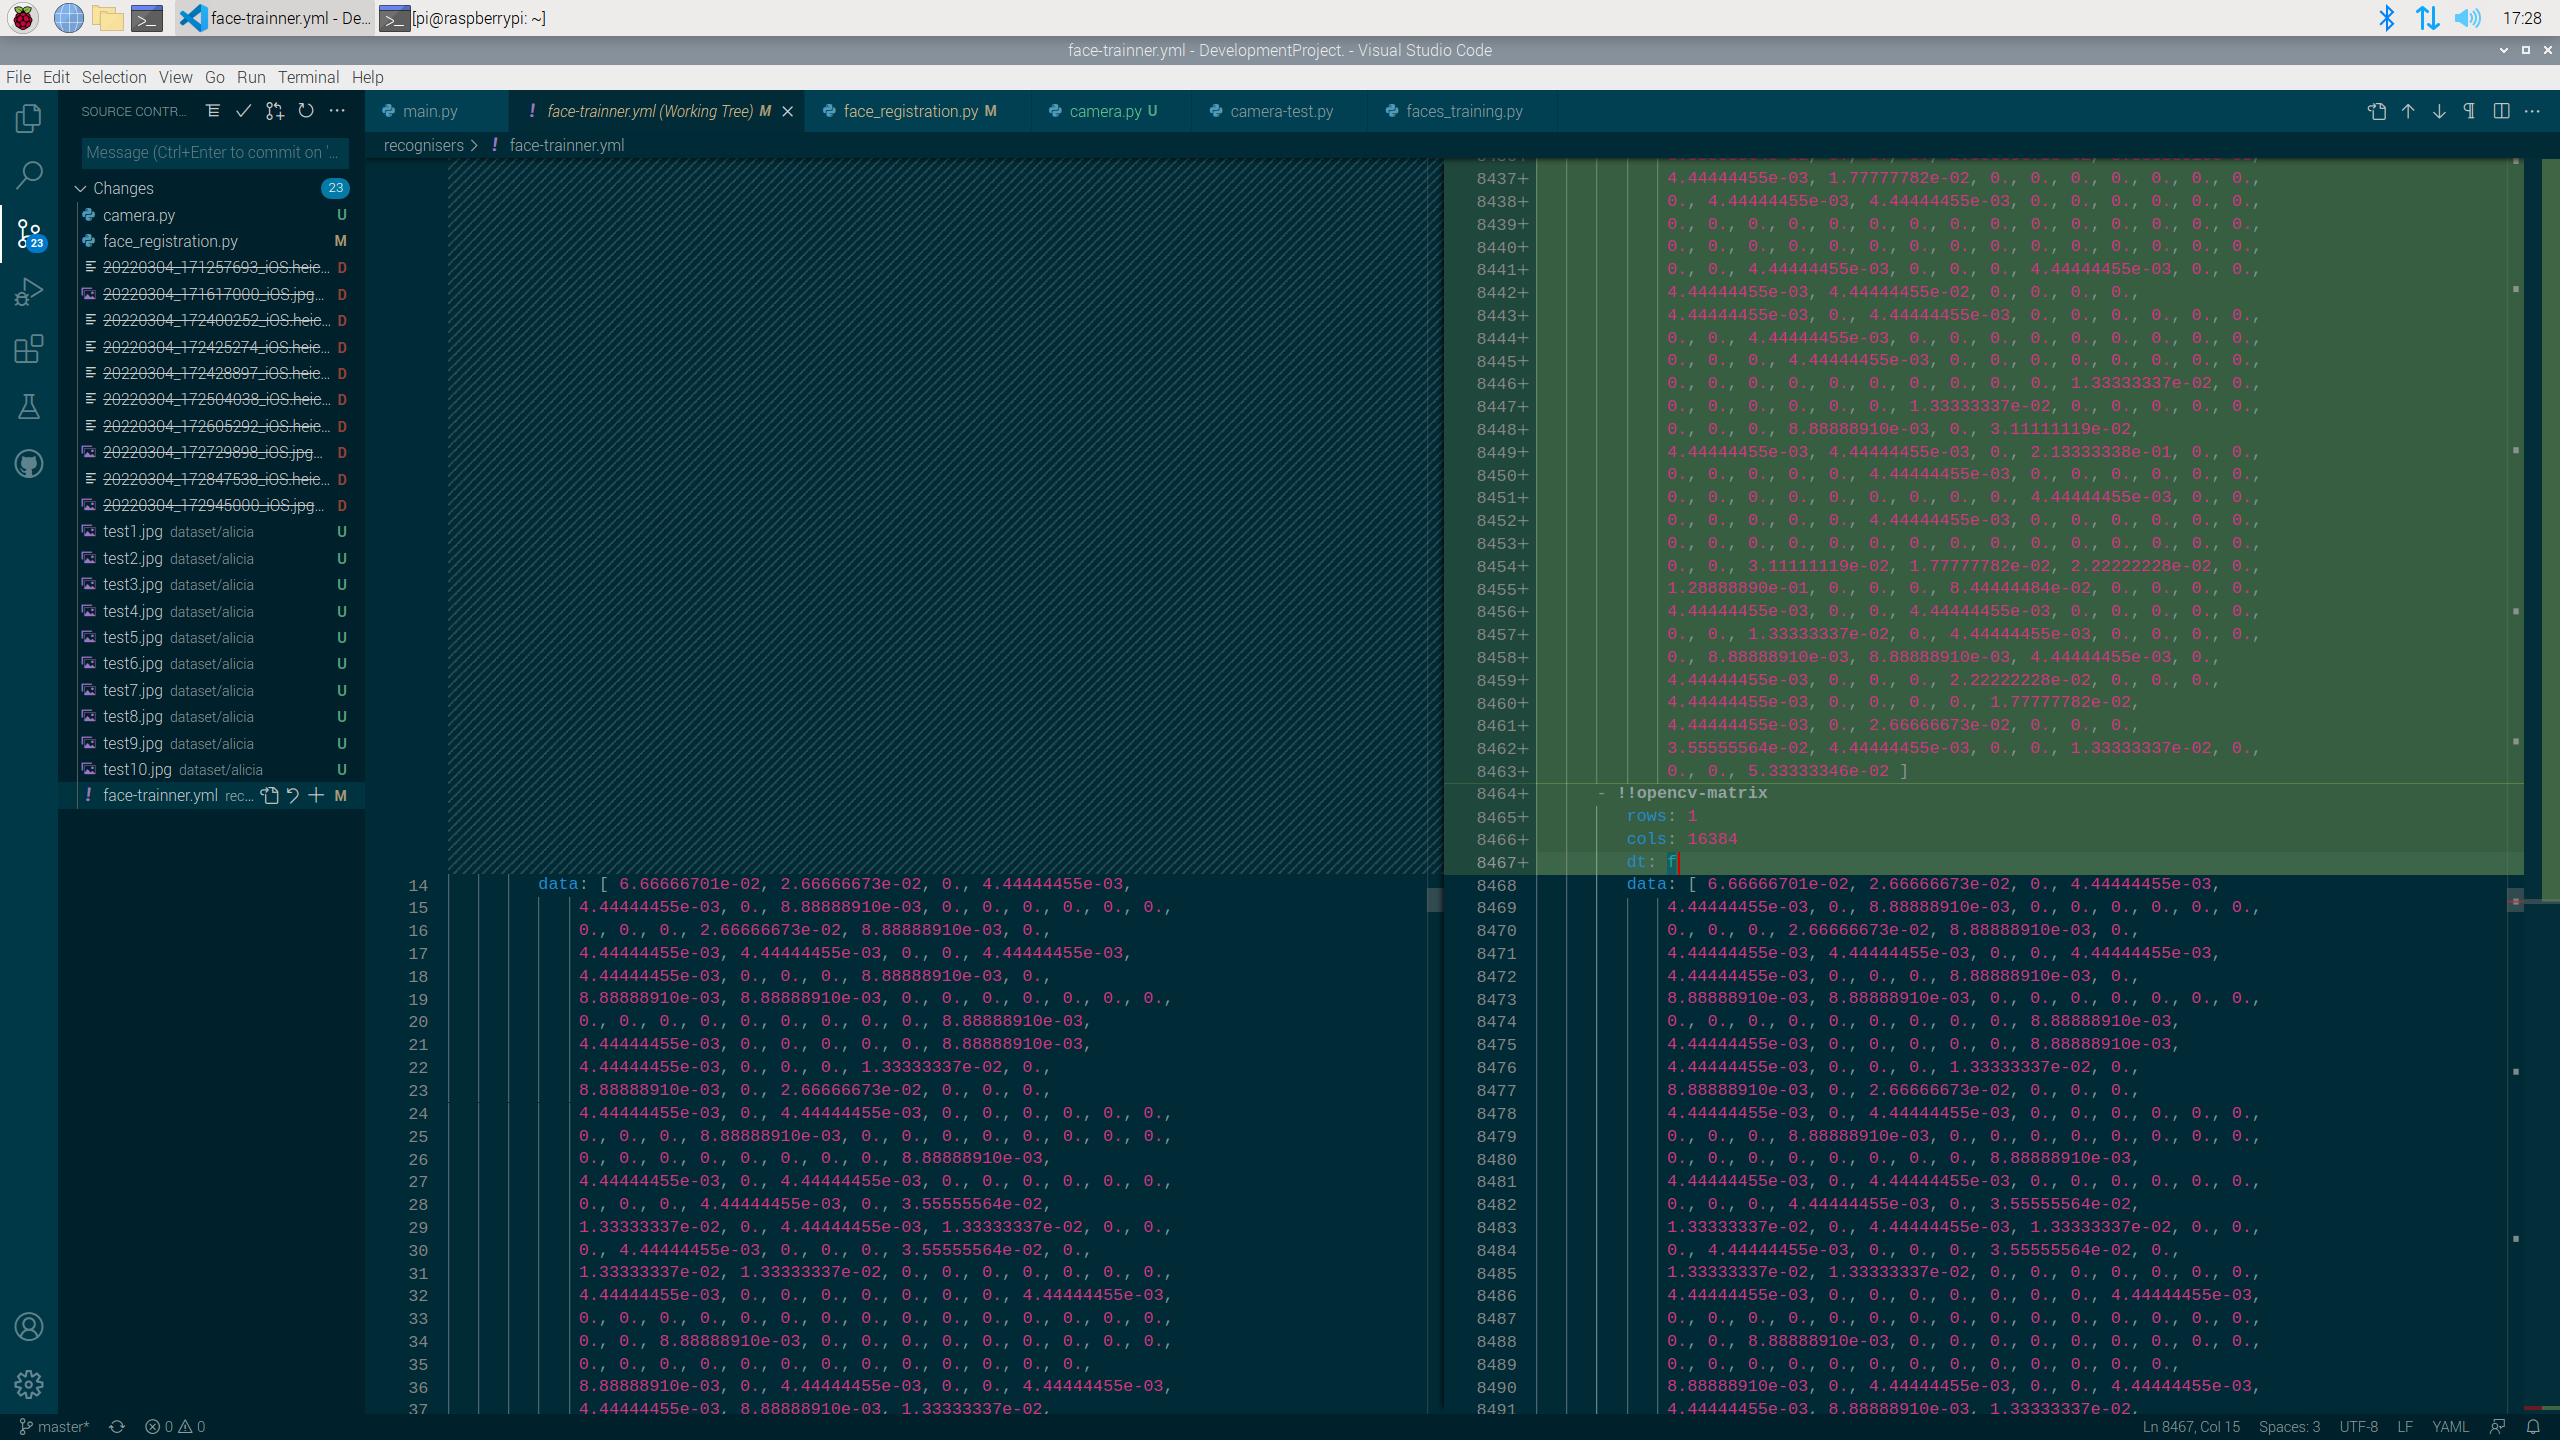 face-trainner.yml - De...
[pi@raspberrypi: ~]
17:28
face-trainner.yml - DevelopmentProject. - Visual Studio Code
File Edit Selection View Go Run Terminal Help
SOURCE CONTR...
main.py
face-trainner.yml (Working Tree) M
face_registration.py M
camera.py U
camera-test.py
faces_training.py
recognisers > face-trainner.yml
Message (Ctrl+Enter to commit on '...
Changes 23
camera.py U
face_registration.py M
20220304_171257693_iOS.heic... D
20220304_171617000_iOS.jpg... D
20220304_172400252_iOS.heic... D
20220304_172425274_iOS.heic... D
20220304_172428897_iOS.heic... D
20220304_172504038_iOS.heic... D
20220304_172605292_iOS.heic... D
20220304_172729898_iOS.jpg... D
20220304_172847538_iOS.heic... D
20220304_172945000_iOS.jpg... D
test1.jpg dataset/alicia U
test2.jpg dataset/alicia U
test3.jpg dataset/alicia U
test4.jpg dataset/alicia U
test5.jpg dataset/alicia U
test6.jpg dataset/alicia U
test7.jpg dataset/alicia U
test8.jpg dataset/alicia U
test9.jpg dataset/alicia U
test10.jpg dataset/alicia U
face-trainner.yml rec... M
23
14 data: [ 6.66666701e-02, 2.66666673e-02, 0., 4.44444455e-03,
15 4.44444455e-03, 0., 8.88888910e-03, 0., 0., 0., 0., 0., 0.,
16 0., 0., 0., 2.66666673e-02, 8.88888910e-03, 0.,
17 4.44444455e-03, 4.44444455e-03, 0., 0., 4.44444455e-03,
18 4.44444455e-03, 0., 0., 0., 8.88888910e-03, 0.,
19 8.88888910e-03, 8.88888910e-03, 0., 0., 0., 0., 0., 0., 0.,
20 0., 0., 0., 0., 0., 0., 0., 0., 0., 8.88888910e-03,
21 4.44444455e-03, 0., 0., 0., 0., 0., 8.88888910e-03,
22 4.44444455e-03, 0., 0., 0., 1.33333337e-02, 0.,
23 8.88888910e-03, 0., 2.66666673e-02, 0., 0., 0.,
24 4.44444455e-03, 0., 4.44444455e-03, 0., 0., 0., 0., 0., 0.,
25 0., 0., 0., 8.88888910e-03, 0., 0., 0., 0., 0., 0., 0., 0.,
26 0., 0., 0., 0., 0., 0., 0., 0., 8.88888910e-03,
27 4.44444455e-03, 0., 4.44444455e-03, 0., 0., 0., 0., 0., 0.,
28 0., 0., 0., 4.44444455e-03, 0., 3.55555564e-02,
29 1.33333337e-02, 0., 4.44444455e-03, 1.33333337e-02, 0., 0.,
30 0., 4.44444455e-03, 0., 0., 0., 3.55555564e-02, 0.,
31 1.33333337e-02, 1.33333337e-02, 0., 0., 0., 0., 0., 0., 0.,
32 4.44444455e-03, 0., 0., 0., 0., 0., 0., 0., 4.44444455e-03,
33 0., 0., 0., 0., 0., 0., 0., 0., 0., 0., 0., 0., 0., 0., 0.,
34 0., 0., 8.88888910e-03, 0., 0., 0., 0., 0., 0., 0., 0., 0.,
35 0., 0., 0., 0., 0., 0., 0., 0., 0., 0., 0., 0., 0.,
36 8.88888910e-03, 0., 4.44444455e-03, 0., 0., 4.44444455e-03,
37 4.44444455e-03, 8.88888910e-03, 1.33333337e-02,
8437+ 4.44444455e-03, 1.77777782e-02, 0., 0., 0., 0., 0., 0., 0.,
8438+ 0., 4.44444455e-03, 4.44444455e-03, 0., 0., 0., 0., 0., 0.,
8439+ 0., 0., 0., 0., 0., 0., 0., 0., 0., 0., 0., 0., 0., 0., 0.,
8440+ 0., 0., 0., 0., 0., 0., 0., 0., 0., 0., 0., 0., 0., 0., 0.,
8441+ 0., 0., 4.44444455e-03, 0., 0., 0., 4.44444455e-03, 0., 0.,
8442+ 4.44444455e-03, 4.44444455e-02, 0., 0., 0., 0.,
8443+ 4.44444455e-03, 0., 4.44444455e-03, 0., 0., 0., 0., 0., 0.,
8444+ 0., 0., 4.44444455e-03, 0., 0., 0., 0., 0., 0., 0., 0., 0.,
8445+ 0., 0., 0., 4.44444455e-03, 0., 0., 0., 0., 0., 0., 0., 0.,
8446+ 0., 0., 0., 0., 0., 0., 0., 0., 0., 0., 1.33333337e-02, 0.,
8447+ 0., 0., 0., 0., 0., 0., 1.33333337e-02, 0., 0., 0., 0., 0.,
8448+ 0., 0., 0., 8.88888910e-03, 0., 3.11111119e-02,
8449+ 4.44444455e-03, 4.44444455e-03, 0., 2.13333338e-01, 0., 0.,
8450+ 0., 0., 0., 0., 0., 4.44444455e-03, 0., 0., 0., 0., 0., 0.,
8451+ 0., 0., 0., 0., 0., 0., 0., 0., 0., 4.44444455e-03, 0., 0.,
8452+ 0., 0., 0., 0., 0., 4.44444455e-03, 0., 0., 0., 0., 0., 0.,
8453+ 0., 0., 0., 0., 0., 0., 0., 0., 0., 0., 0., 0., 0., 0., 0.,
8454+ 0., 0., 3.11111119e-02, 1.77777782e-02, 2.22222228e-02, 0.,
8455+ 1.28888890e-01, 0., 0., 0., 8.44444484e-02, 0., 0., 0., 0.,
8456+ 4.44444455e-03, 0., 0., 4.44444455e-03, 0., 0., 0., 0., 0.,
8457+ 0., 0., 1.33333337e-02, 0., 4.44444455e-03, 0., 0., 0., 0.,
8458+ 0., 8.88888910e-03, 8.88888910e-03, 4.44444455e-03, 0.,
8459+ 4.44444455e-03, 0., 0., 0., 2.22222228e-02, 0., 0., 0.,
8460+ 4.44444455e-03, 0., 0., 0., 0., 1.77777782e-02,
8461+ 4.44444455e-03, 0., 2.66666673e-02, 0., 0., 0.,
8462+ 3.55555564e-02, 4.44444455e-03, 0., 0., 1.33333337e-02, 0.,
8463+ 0., 0., 5.33333346e-02 ]
8464+ - !!opencv-matrix
8465+ rows: 1
8466+ cols: 16384
8467+ dt: f
8468 data: [ 6.66666701e-02, 2.66666673e-02, 0., 4.44444455e-03,
8469 4.44444455e-03, 0., 8.88888910e-03, 0., 0., 0., 0., 0., 0.,
8470 0., 0., 0., 2.66666673e-02, 8.88888910e-03, 0.,
8471 4.44444455e-03, 4.44444455e-03, 0., 0., 4.44444455e-03,
8472 4.44444455e-03, 0., 0., 0., 8.88888910e-03, 0.,
8473 8.88888910e-03, 8.88888910e-03, 0., 0., 0., 0., 0., 0., 0.,
8474 0., 0., 0., 0., 0., 0., 0., 0., 0., 8.88888910e-03,
8475 4.44444455e-03, 0., 0., 0., 0., 0., 8.88888910e-03,
8476 4.44444455e-03, 0., 0., 0., 1.33333337e-02, 0.,
8477 8.88888910e-03, 0., 2.66666673e-02, 0., 0., 0.,
8478 4.44444455e-03, 0., 4.44444455e-03, 0., 0., 0., 0., 0., 0.,
8479 0., 0., 0., 8.88888910e-03, 0., 0., 0., 0., 0., 0., 0., 0.,
8480 0., 0., 0., 0., 0., 0., 0., 0., 8.88888910e-03,
8481 4.44444455e-03, 0., 4.44444455e-03, 0., 0., 0., 0., 0., 0.,
8482 0., 0., 0., 4.44444455e-03, 0., 3.55555564e-02,
8483 1.33333337e-02, 0., 4.44444455e-03, 1.33333337e-02, 0., 0.,
8484 0., 4.44444455e-03, 0., 0., 0., 3.55555564e-02, 0.,
8485 1.33333337e-02, 1.33333337e-02, 0., 0., 0., 0., 0., 0., 0.,
8486 4.44444455e-03, 0., 0., 0., 0., 0., 0., 0., 4.44444455e-03,
8487 0., 0., 0., 0., 0., 0., 0., 0., 0., 0., 0., 0., 0., 0., 0.,
8488 0., 0., 8.88888910e-03, 0., 0., 0., 0., 0., 0., 0., 0., 0.,
8489 0., 0., 0., 0., 0., 0., 0., 0., 0., 0., 0., 0., 0.,
8490 8.88888910e-03, 0., 4.44444455e-03, 0., 0., 4.44444455e-03,
8491 4.44444455e-03, 8.88888910e-03, 1.33333337e-02,
master* 0 0
Ln 8467, Col 15 Spaces: 3 UTF-8 LF YAML